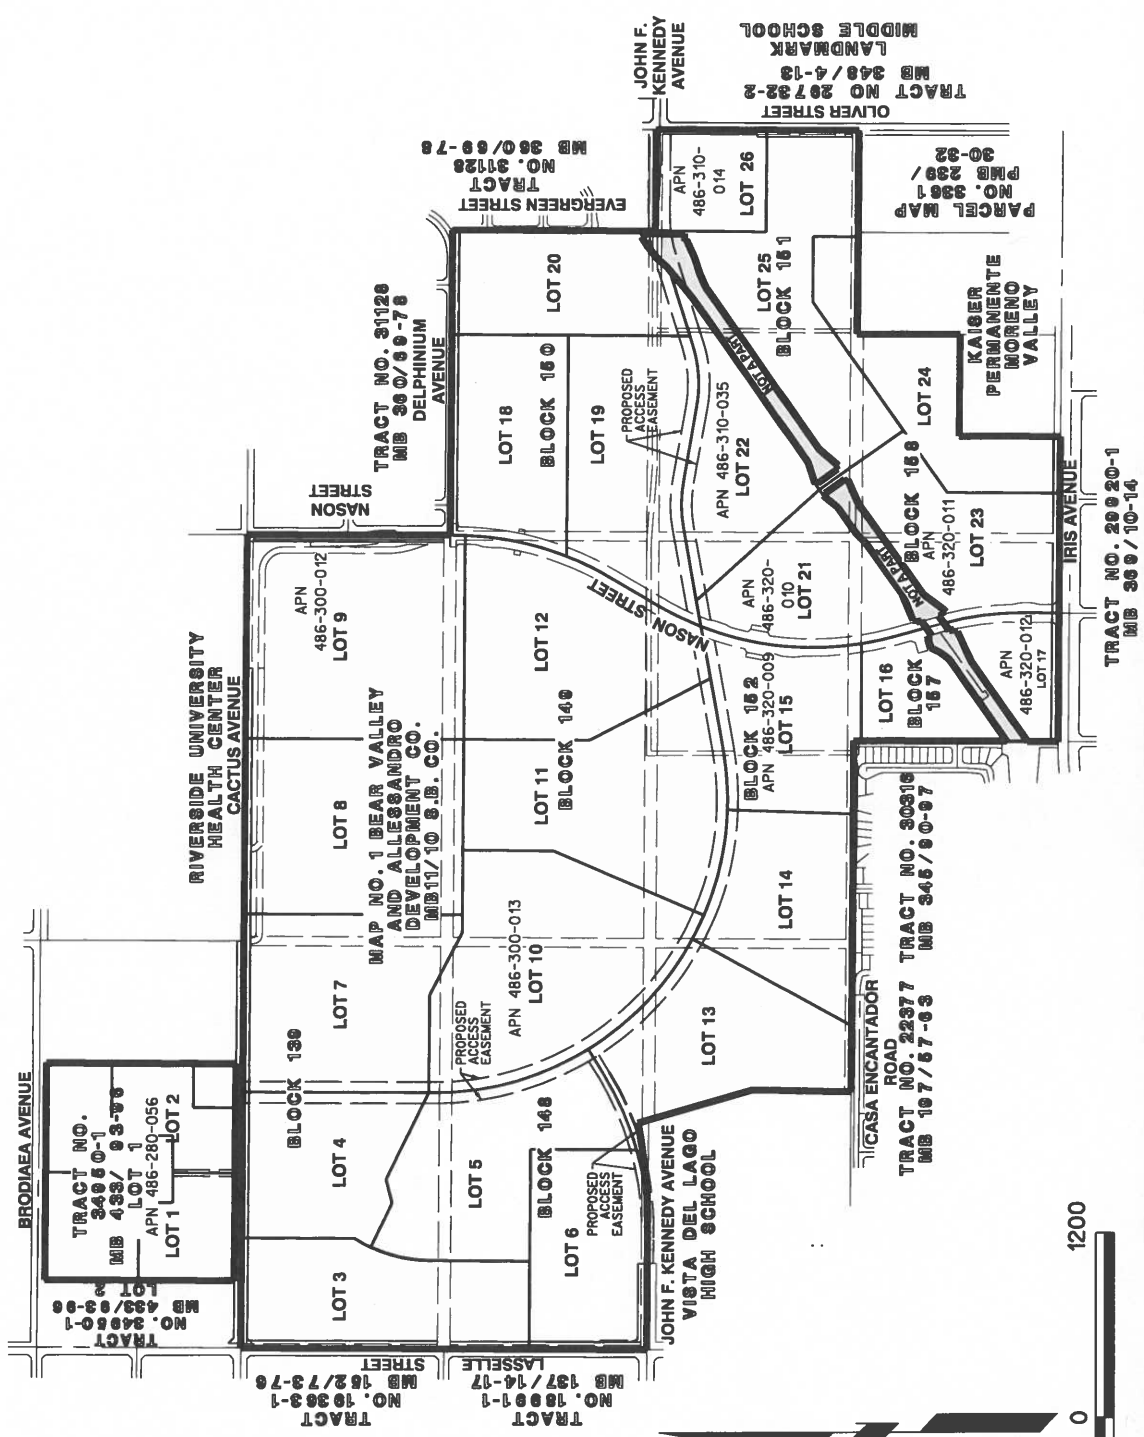 BRODIAEA AVENUE
TRACT NO.
34950-1
MB 433/ 93-96
LOT 1
APN 486-280-056
LOT 1
LOT 2
TRACT
NO. 34950-1
MB 433/93-96
LOT 2
RIVERSIDE UNIVERSITY
HEALTH CENTER
CACTUS AVENUE
LOT 3
LOT 4
BLOCK 139
LOT 7
LOT 8
APN
486-300-012
LOT 9
MAP NO. 1 BEAR VALLEY
AND ALLESSANDRO
DEVELOPMENT CO.
MB11/10 S.B. CO.
NASON
STREET
TRACT NO. 31128
MB 360/69-78
DELPHINIUM
AVENUE
TRACT
NO. 31128
MB 360/69-78
EVERGREEN STREET
JOHN F.
KENNEDY
AVENUE
LANDMARK
MIDDLE SCHOOL
TRACT NO 29732-2
MB 348/4-13
OLIVER STREET
LOT 5
BLOCK 148
LOT 6
PROPOSED
ACCESS
EASEMENT
PROPOSED
ACCESS
EASEMENT
APN 486-300-013
LOT 10
LOT 11
BLOCK 149
LOT 12
NASON STREET
LOT 18
BLOCK 150
LOT 19
LOT 20
PROPOSED
ACCESS
EASEMENT
APN
486-310-
014
LOT 26
LOT 25
BLOCK 151
NOT A PART
APN 486-310-035
LOT 22
APN
486-320-
010
LOT 21
BLOCK 152
APN 486-320-009
LOT 15
LOT 14
LOT 13
LOT 16
BLOCK
157
APN
486-320-012
LOT 17
NOT A PART
BLOCK 158
APN
486-320-011
LOT 23
LOT 24
PARCEL MAP
NO. 3361
PMB 239/
30-32
KAISER
PERMANENTE
MORENO
VALLEY
IRIS AVENUE
TRACT NO. 29920-1
MB 369/10-14
CASA ENCANTADOR
ROAD
TRACT NO. 22377 TRACT NO. 30316
MB 197/57-63 MB 345/90-97
JOHN F. KENNEDY AVENUE
VISTA DEL LAGO
HIGH SCHOOL
TRACT
NO. 19363-1
MB 152/73-76
STREET
LASSELLE
TRACT
NO. 18991-1
MB 137/14-17
0
1200